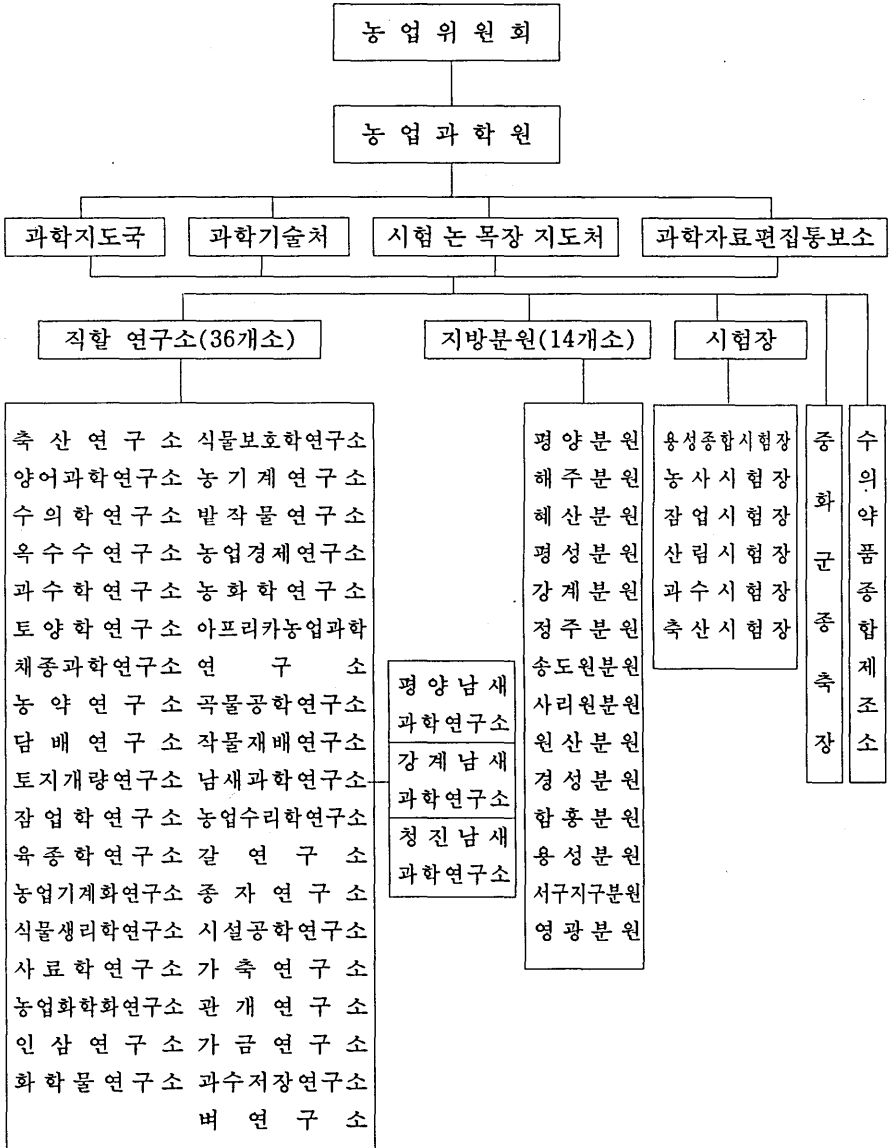 농업위원회
농업과학원
과학지도국
과학기술처
시험 논 목장 지도처
과학자료편집통보소
직할 연구소(36개소)
지방분원(14개소)
시험장
중화군종축장
수의약품종합제조소
축산연구소 식물보호학연구소
양어과학연구소 농기계연구소
수의학연구소 밭작물연구소
옥수수연구소 농업경제연구소
과수학연구소 농화학연구소
토양학연구소 아프리카농업과학
채종과학연구소 연구소
농약연구소 곡물공학연구소
담배연구소 작물재배연구소
토지개량연구소 남새과학연구소
잠업학연구소 농업수리학연구소
육종학연구소 갈연구소
농업기계화연구소 종자연구소
식물생리학연구소 시설공학연구소
사료학연구소 가축연구소
농업화학화연구소 관개연구소
인삼연구소 가금연구소
화학물연구소 과수저장연구소
벼연구소
평양남새
과학연구소
강계남새
과학연구소
청진남새
과학연구소
평양분원
해주분원
혜산분원
평성분원
강계분원
정주분원
송도원분원
사리원분원
원산분원
경성분원
함흥분원
용성분원
서구지구분원
영광분원
용성종합시험장
농사시험장
잠업시험장
산림시험장
과수시험장
축산시험장